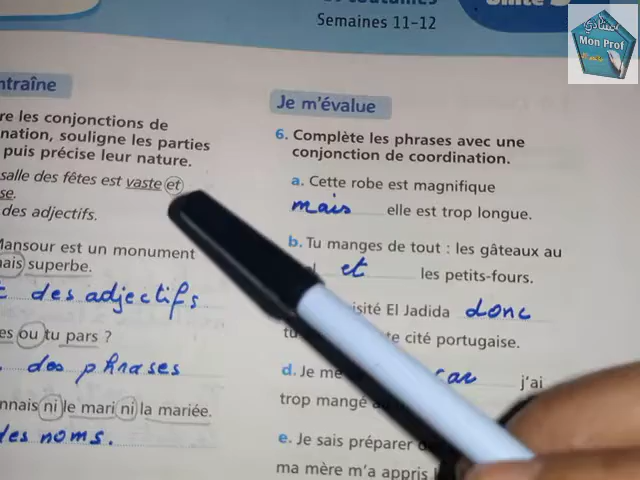 Semaines 11–12
Mon Prof
ntraîne
re les conjonctions de
nation, souligne les parties
puis précise leur nature.
salle des fêtes est vaste et
se.
des adjectifs.
Mansour est un monument
mais superbe.
des adjectifs
es ou tu pars ?
des phrases
nnais ni le mari ni la mariée.
des noms.
Je m'évalue
6. Complète les phrases avec une
conjonction de coordination.
a. Cette robe est magnifique
mais elle est trop longue.
b. Tu manges de tout : les gâteaux au
et les petits-fours.
isité El Jadida donc
tu te cité portugaise.
d. Je me car j'ai
trop mangé
e. Je sais préparer
ma mère m'a appris